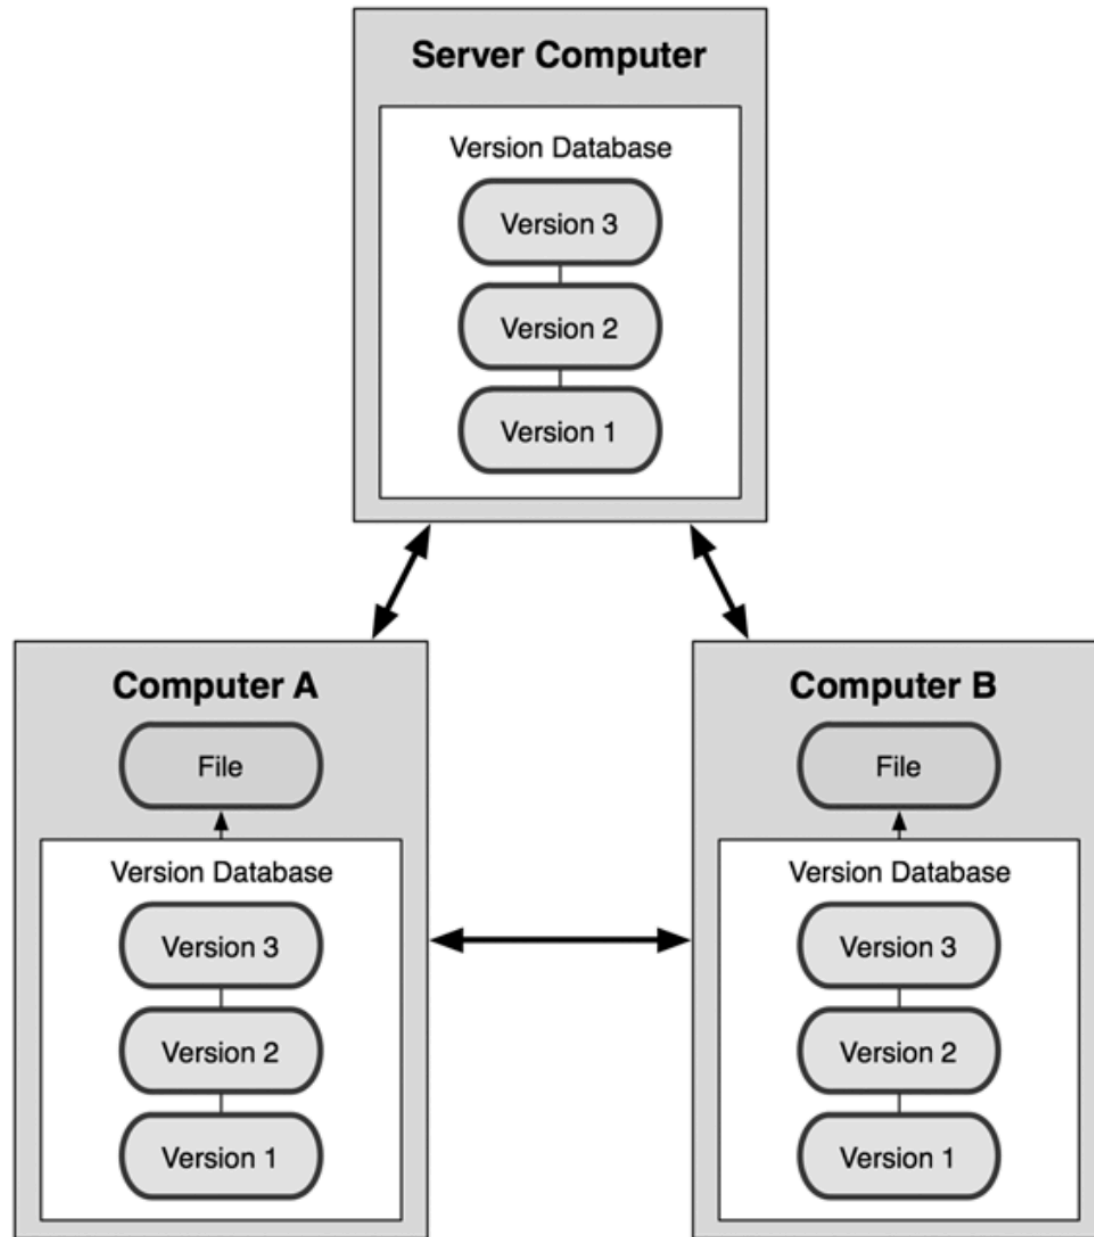 Server Computer
Version Database
Version 3
Version 2
Version 1
Computer A
File
Version Database
Version 3
Version 2
Version 1
Computer B
File
Version Database
Version 3
Version 2
Version 1